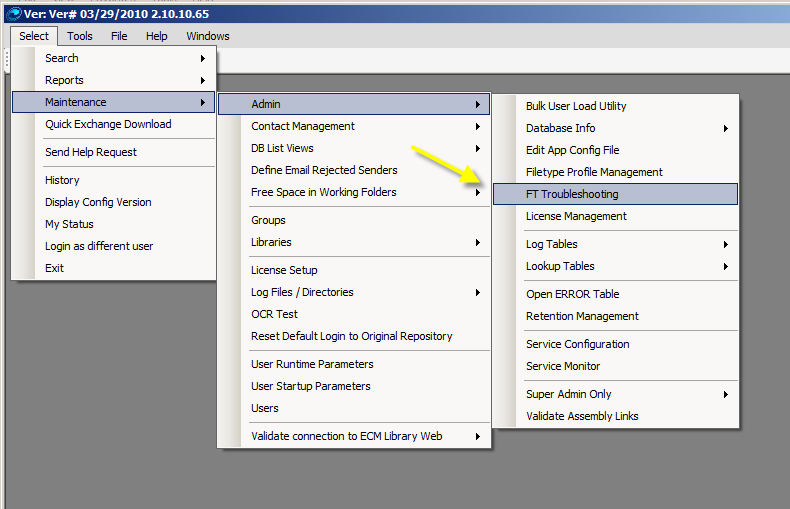 Ver: Ver# 03/29/2010 2.10.10.65
Select Tools File Help Windows
Search
Reports
Maintenance
Quick Exchange Download
Send Help Request
History
Display Config Version
My Status
Login as different user
Exit
Admin
Contact Management
DB List Views
Define Email Rejected Senders
Free Space in Working Folders
Groups
Libraries
License Setup
Log Files / Directories
OCR Test
Reset Default Login to Original Repository
User Runtime Parameters
User Startup Parameters
Users
Validate connection to ECM Library Web
Bulk User Load Utility
Database Info
Edit App Config File
Filetype Profile Management
FT Troubleshooting
License Management
Log Tables
Lookup Tables
Open ERROR Table
Retention Management
Service Configuration
Service Monitor
Super Admin Only
Validate Assembly Links